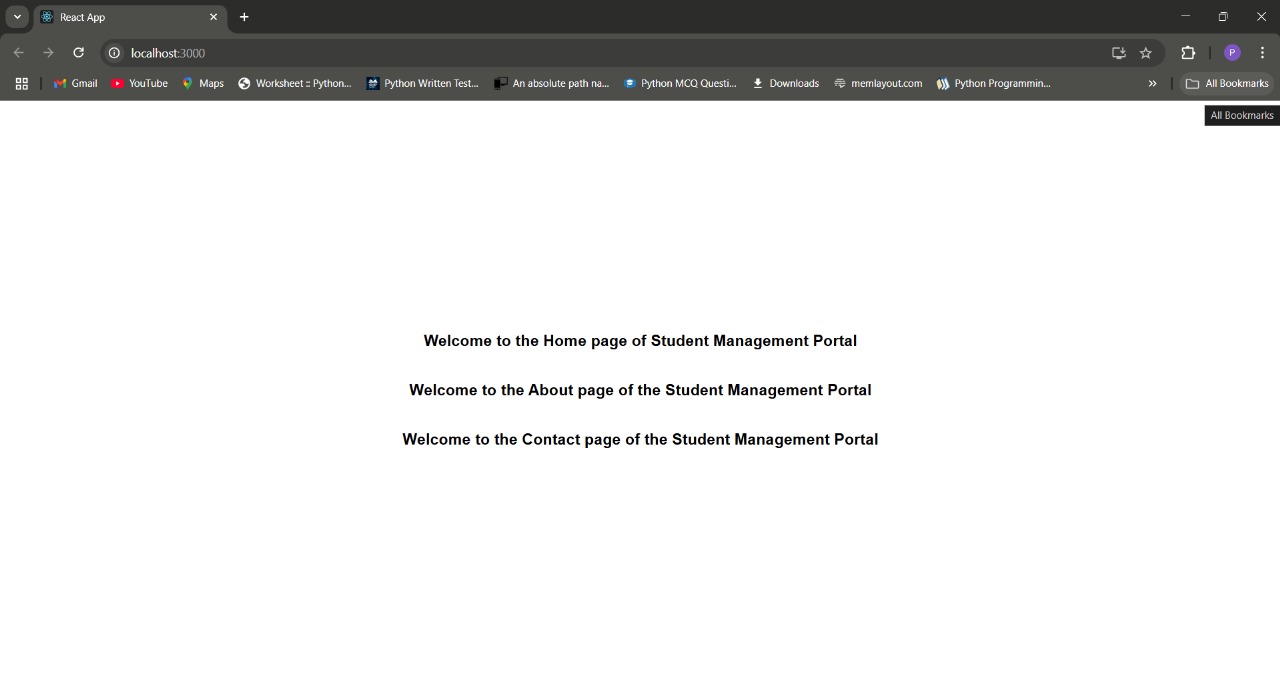 React App
localhost:3000
P
Gmail YouTube Maps Worksheet :: Python... Python Written Test... An absolute path na... Python MCQ Questi... Downloads memlayout.com Python Programmin... » All Bookmarks
All Bookmarks
Welcome to the Home page of Student Management Portal
Welcome to the About page of the Student Management Portal
Welcome to the Contact page of the Student Management Portal